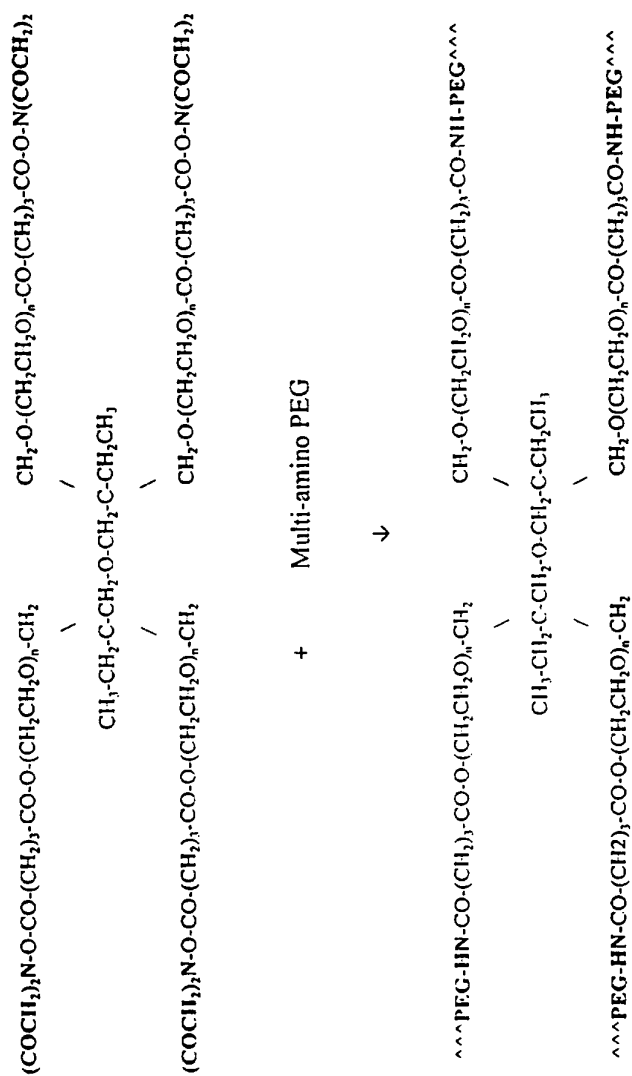 (COCH₂)₂N-O-CO-(CH₂)₃-CO-O-(CH₂CH₂O)ₙ-CH₂ CH₂-O-(CH₂CH₂O)ₙ-CO-(CH₂)₃-CO-O-N(COCH₂)₂
CH₃-CH₂-C-CH₂-O-CH₂-C-CH₂CH₃
(COCH₂)₂N-O-CO-(CH₂)₃-CO-O-(CH₂CH₂O)ₙ-CH₂ CH₂-O-(CH₂CH₂O)ₙ-CO-(CH₂)₃-CO-O-N(COCH₂)₂
+ Multi-amino PEG
↓
^^^PEG-HN-CO-(CH₂)₃-CO-O-(CH₂CH₂O)ₙ-CH₂ CH₂-O-(CH₂CH₂O)ₙ-CO-(CH₂)₃-CO-NH-PEG^^^
CH₃-CH₂-C-CH₂-O-CH₂-C-CH₂CH₃
^^^PEG-HN-CO-(CH2)₃-CO-O-(CH₂CH₂O)ₙ-CH₂ CH₂-O(CH₂CH₂O)ₙ-CO-(CH₂)₃CO-NH-PEG^^^